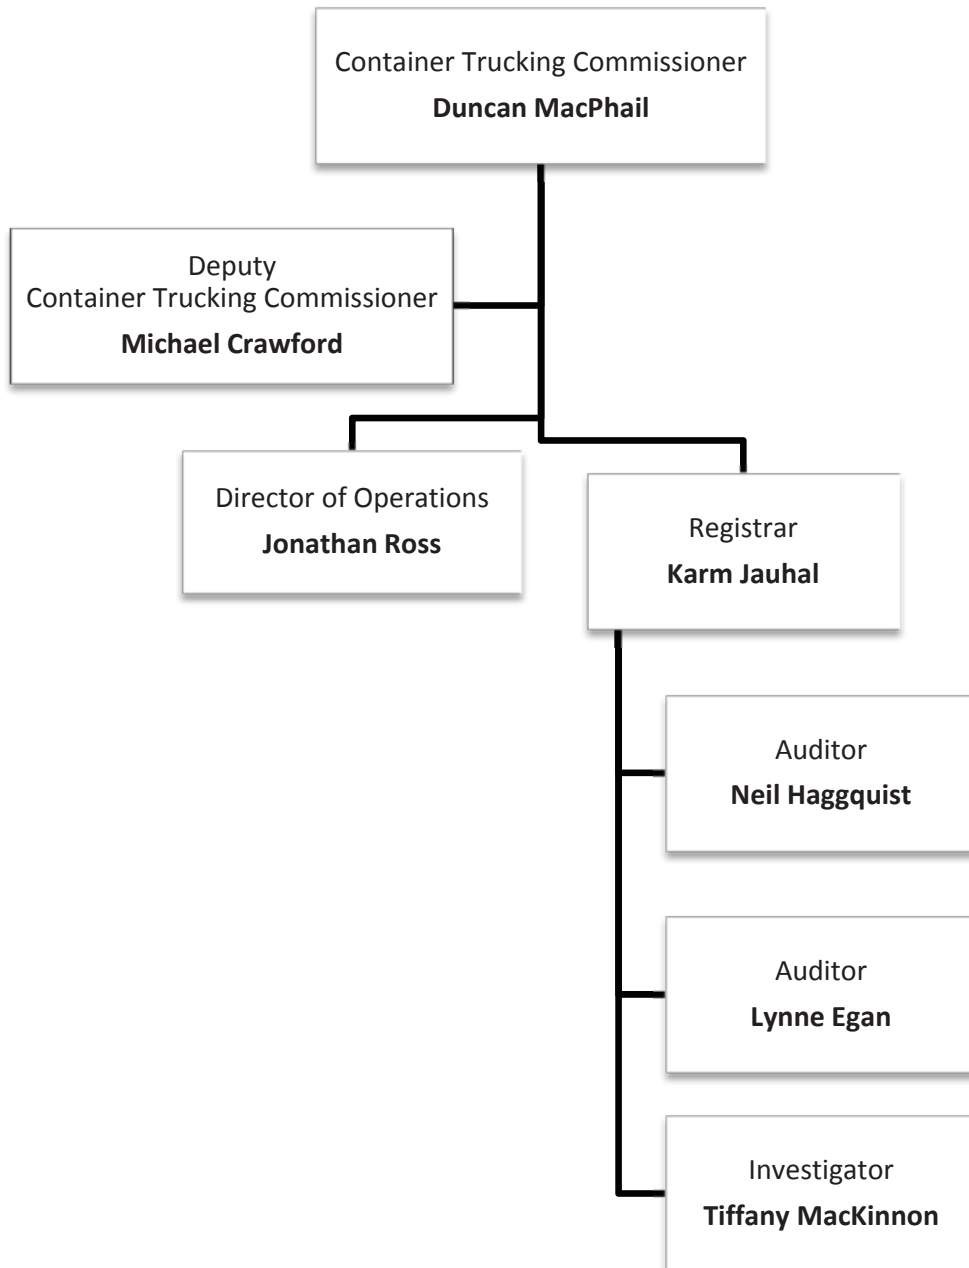 Container Trucking Commissioner
Duncan MacPhail
Deputy
Container Trucking Commissioner
Michael Crawford
Director of Operations
Jonathan Ross
Registrar
Karm Jauhal
Auditor
Neil Haggquist
Auditor
Lynne Egan
Investigator
Tiffany MacKinnon